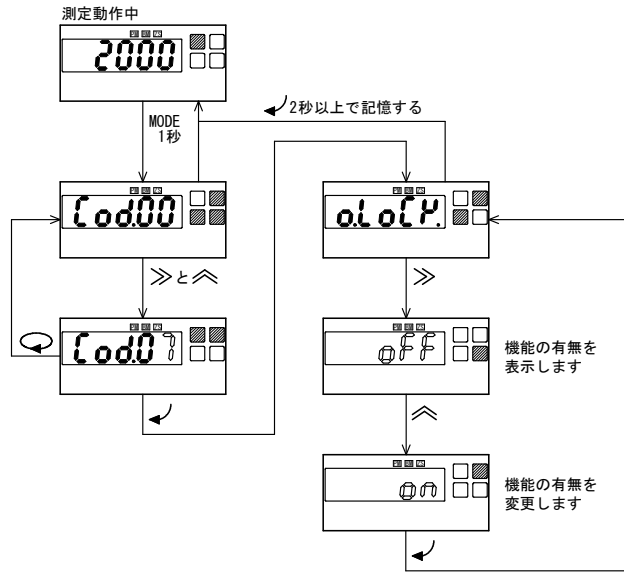 測定動作中
2000
MODE
1秒
2秒以上で記憶する
Cod.00
o.LoCK.
≫と︽
≫
Cod.07
oFF
機能の有無を
表示します
︽
on
機能の有無を
変更します